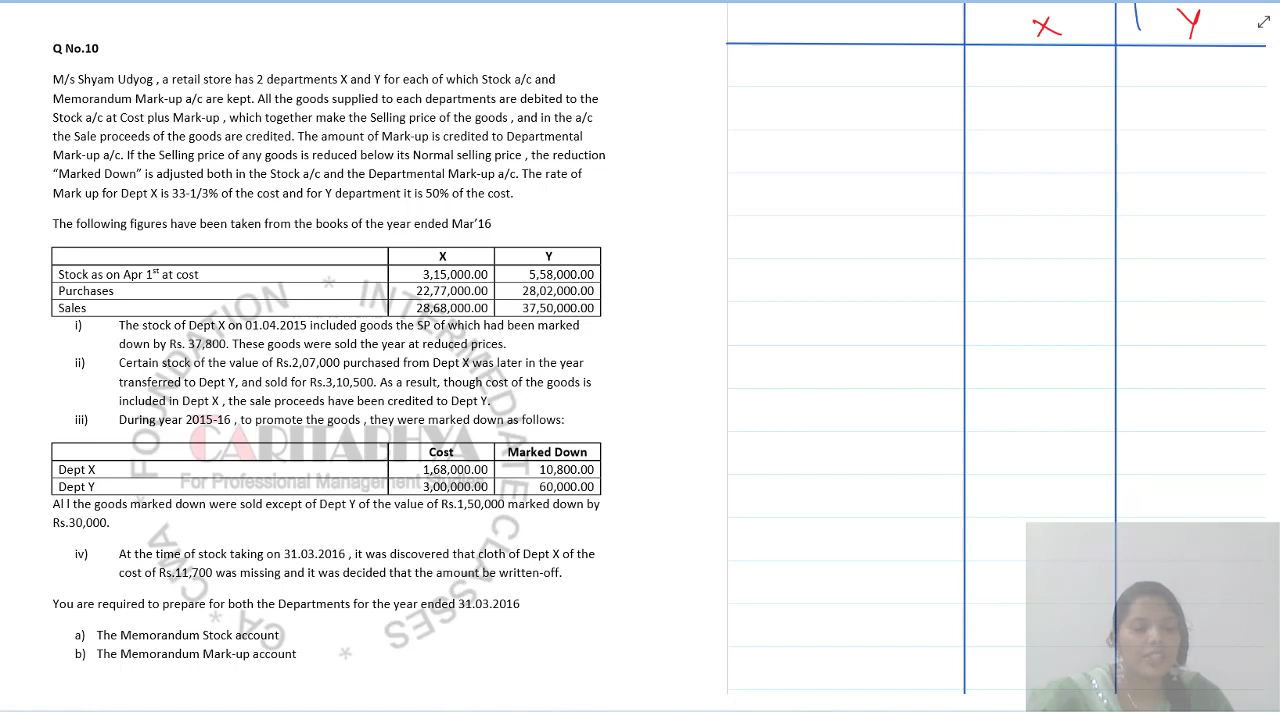 Q No.10
M/s Shyam Udyog , a retail store has 2 departments X and Y for each of which Stock a/c and
Memorandum Mark-up a/c are kept. All the goods supplied to each departments are debited to the
Stock a/c at Cost plus Mark-up , which together make the Selling price of the goods , and in the a/c
the Sale proceeds of the goods are credited. The amount of Mark-up is credited to Departmental
Mark-up a/c. If the Selling price of any goods is reduced below its Normal selling price , the reduction
“Marked Down” is adjusted both in the Stock a/c and the Departmental Mark-up a/c. The rate of
Mark up for Dept X is 33-1/3% of the cost and for Y department it is 50% of the cost.
The following figures have been taken from the books of the year ended Mar’16
X Y
Stock as on Apr 1st at cost 3,15,000.00 5,58,000.00
Purchases 22,77,000.00 28,02,000.00
Sales 28,68,000.00 37,50,000.00
i) The stock of Dept X on 01.04.2015 included goods the SP of which had been marked
down by Rs. 37,800. These goods were sold the year at reduced prices.
ii) Certain stock of the value of Rs.2,07,000 purchased from Dept X was later in the year
transferred to Dept Y, and sold for Rs.3,10,500. As a result, though cost of the goods is
included in Dept X , the sale proceeds have been credited to Dept Y.
iii) During year 2015-16 , to promote the goods , they were marked down as follows:
Cost Marked Down
Dept X 1,68,000.00 10,800.00
Dept Y 3,00,000.00 60,000.00
Al l the goods marked down were sold except of Dept Y of the value of Rs.1,50,000 marked down by
Rs.30,000.
iv) At the time of stock taking on 31.03.2016 , it was discovered that cloth of Dept X of the
cost of Rs.11,700 was missing and it was decided that the amount be written-off.
You are required to prepare for both the Departments for the year ended 31.03.2016
a) The Memorandum Stock account
b) The Memorandum Mark-up account
X Y
CARITABHYA
For Professional Management Studies
CA * CMA * FOUNDATION * INTERMEDIATE CLASSES *